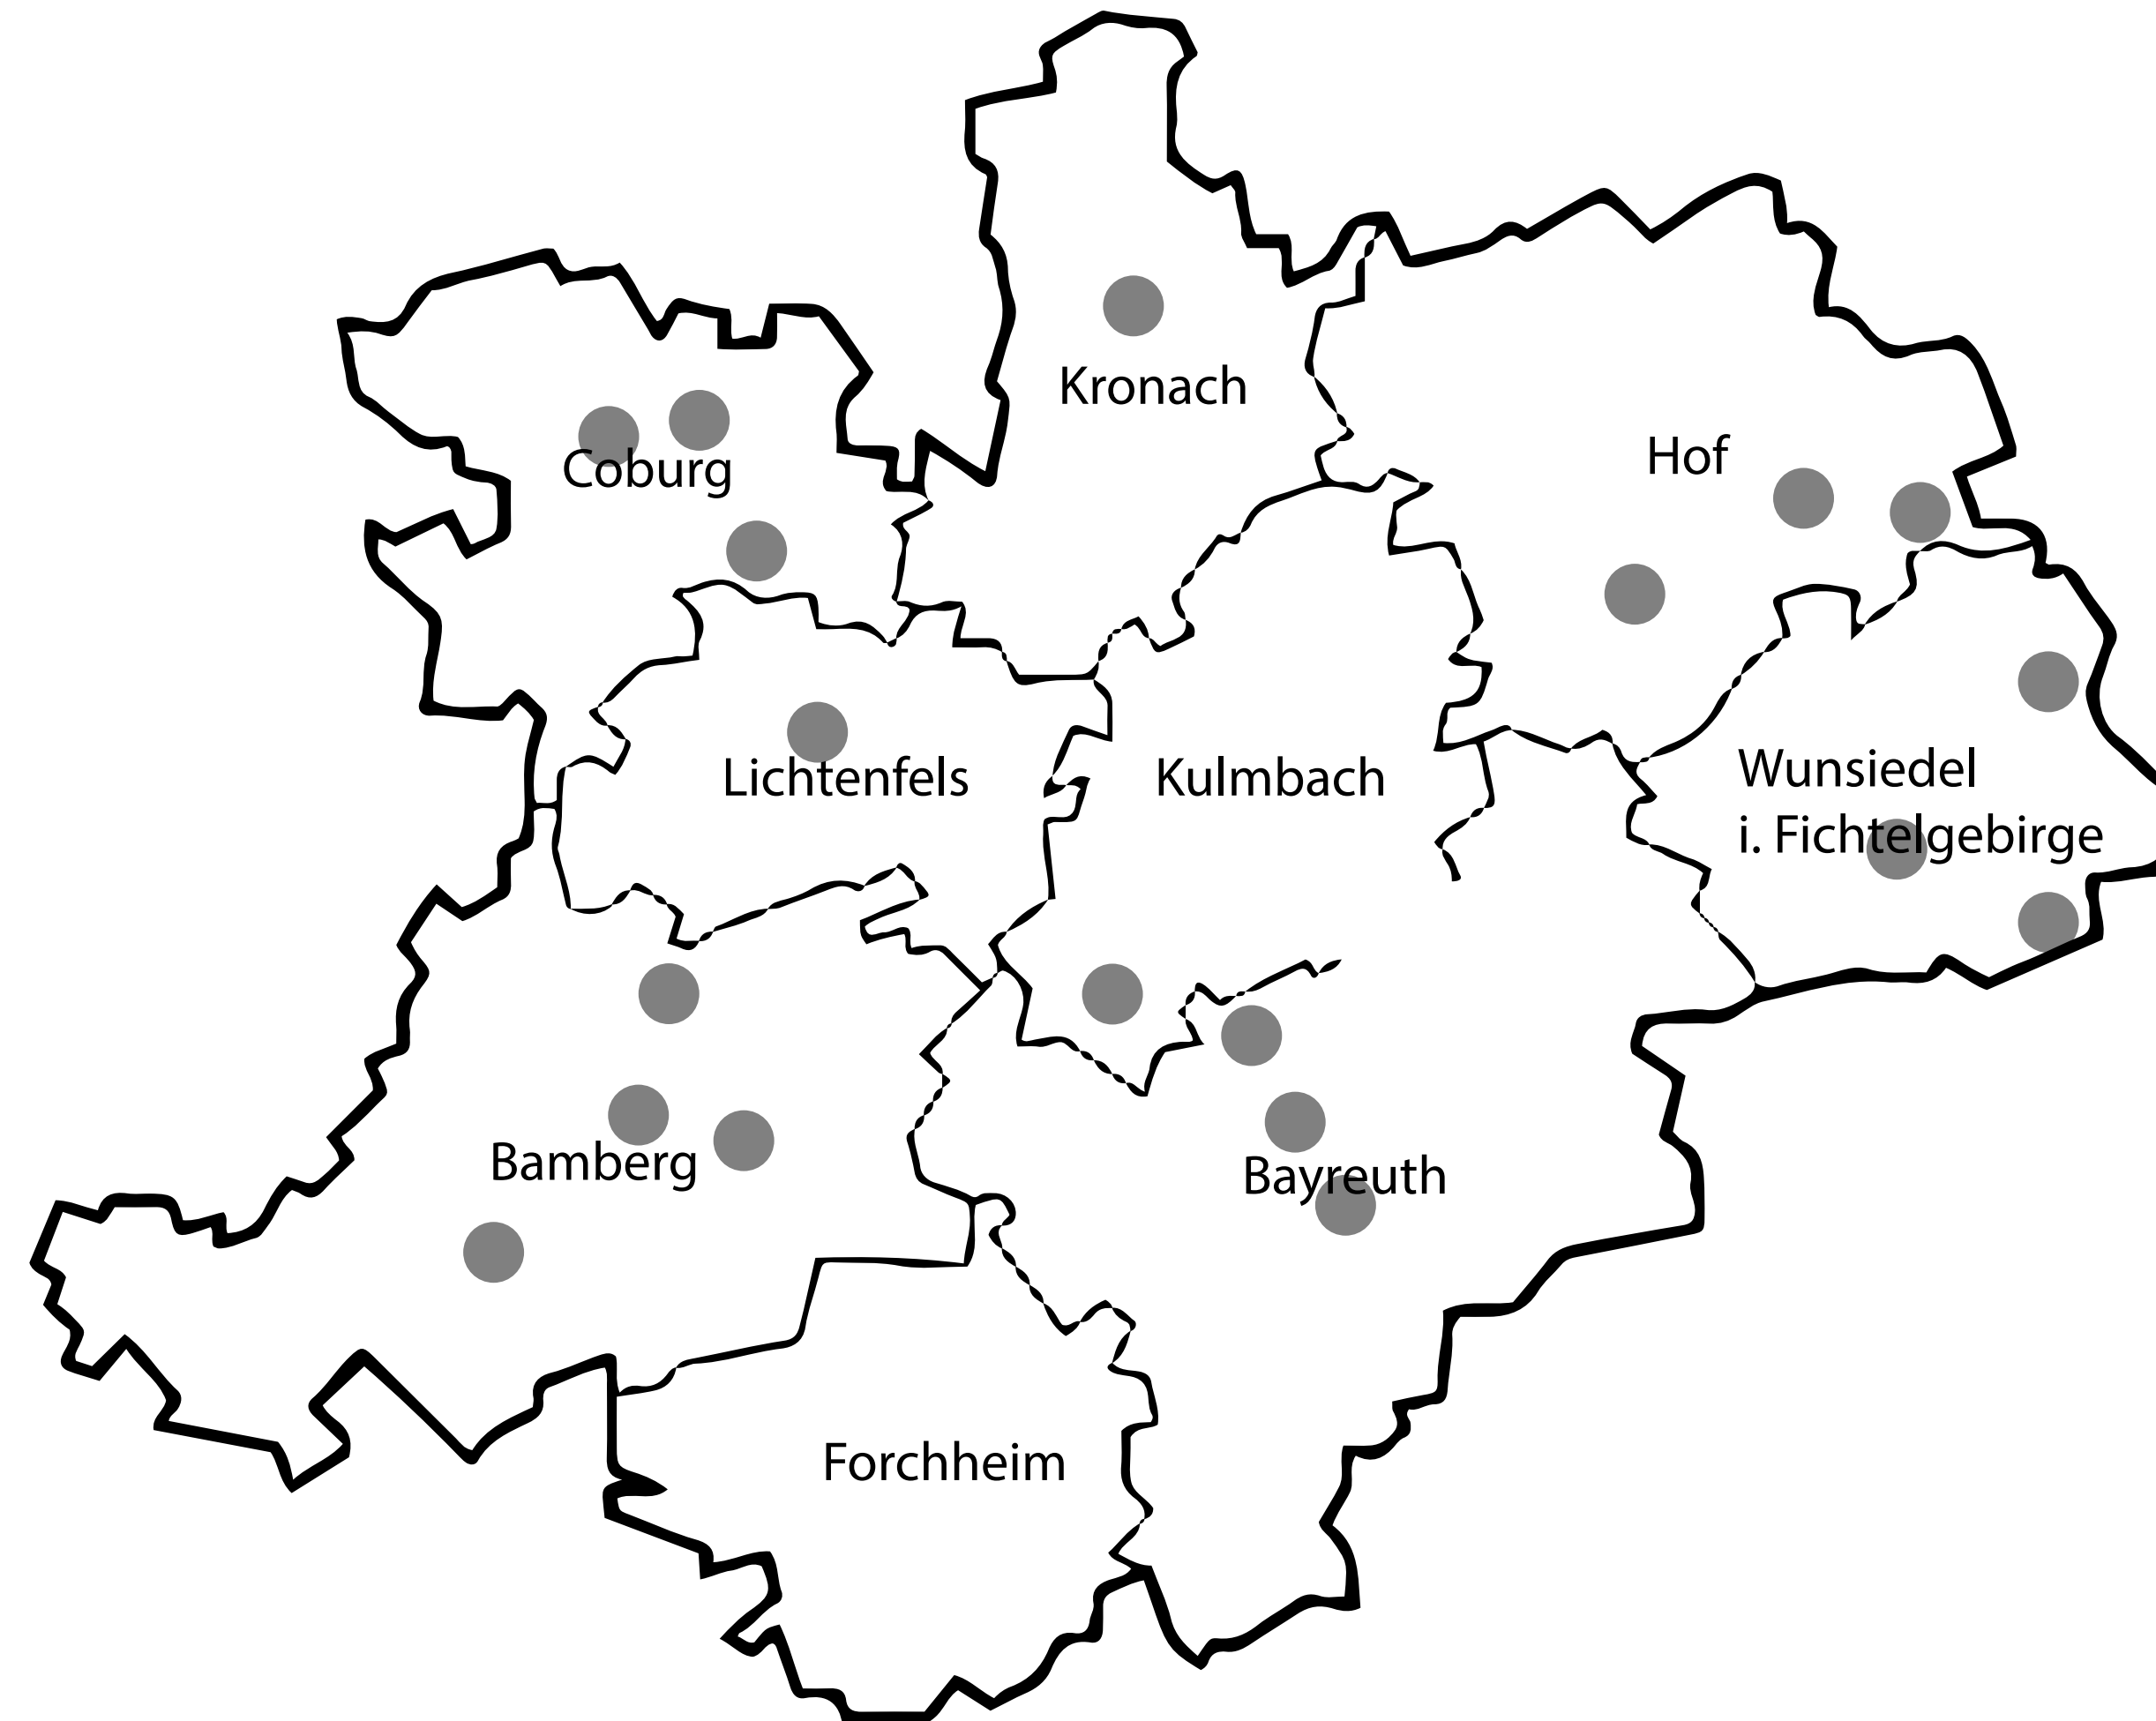 Kronach
Hof
Coburg
Lichtenfels
Kulmbach
Wunsiedel
i. Fichtelgebirge
Bamberg
Bayreuth
Forchheim